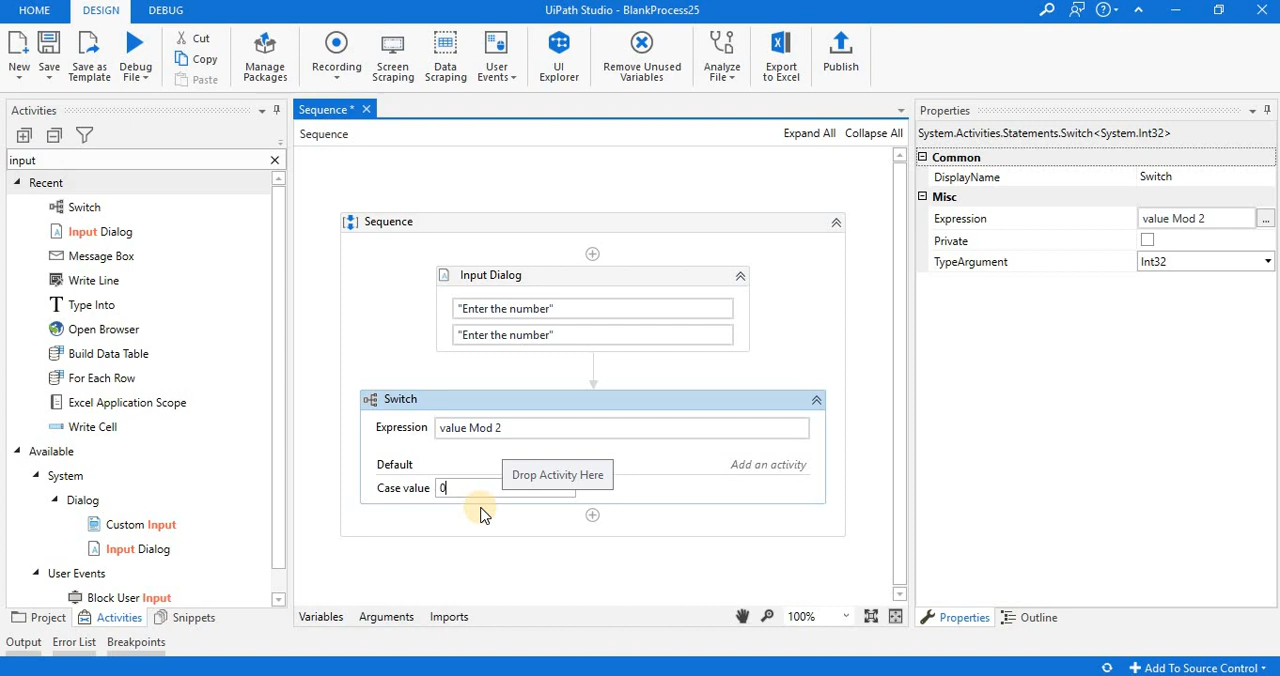 HOME DESIGN DEBUG UiPath Studio - BlankProcess25
New Save Save as Template Debug File Cut Copy Paste Manage Packages Recording Screen Scraping Data Scraping User Events UI Explorer Remove Unused Variables Analyze File Export to Excel Publish
Activities
input
Recent
Switch
Input Dialog
Message Box
Write Line
Type Into
Open Browser
Build Data Table
For Each Row
Excel Application Scope
Write Cell
Available
System
Dialog
Custom Input
Input Dialog
User Events
Block User Input
Project Activities Snippets
Sequence *
Sequence Expand All Collapse All
Sequence
Input Dialog
"Enter the number"
"Enter the number"
Switch
Expression value Mod 2
Default Add an activity
Drop Activity Here
Case value 0
Variables Arguments Imports 100%
Properties
System.Activities.Statements.Switch<System.Int32>
Common
DisplayName Switch
Misc
Expression value Mod 2 ...
Private
TypeArgument Int32
Properties Outline
Output Error List Breakpoints
Add To Source Control